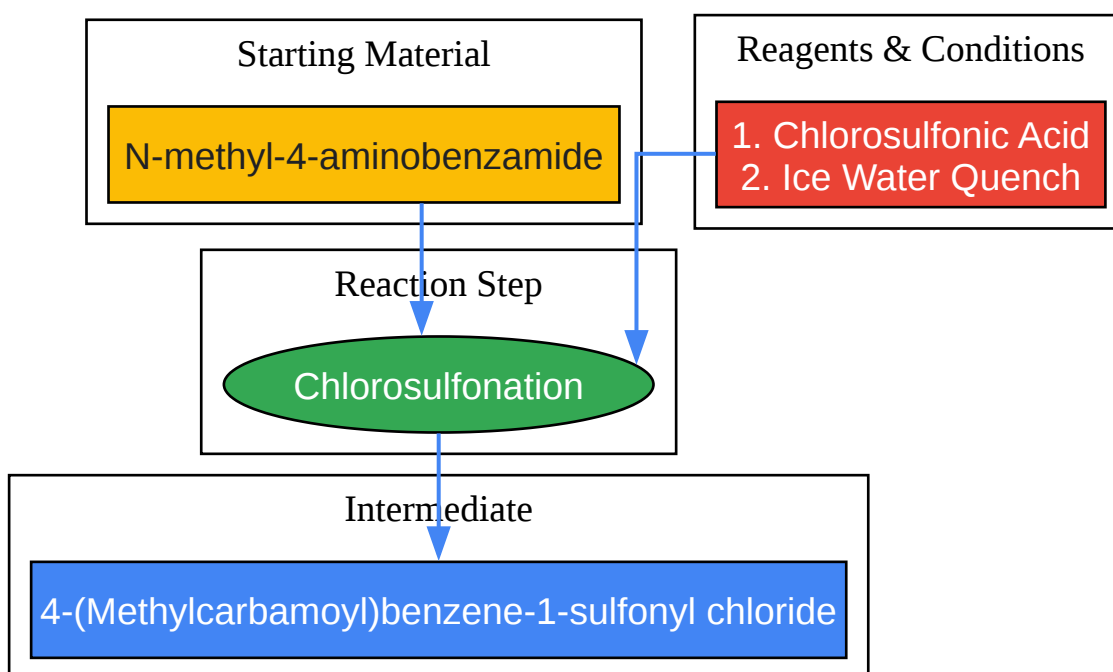 Starting Material
N-methyl-4-aminobenzamide
Reagents & Conditions
1. Chlorosulfonic Acid
2. Ice Water Quench
Reaction Step
Chlorosulfonation
Intermediate
4-(Methylcarbamoyl)benzene-1-sulfonyl chloride